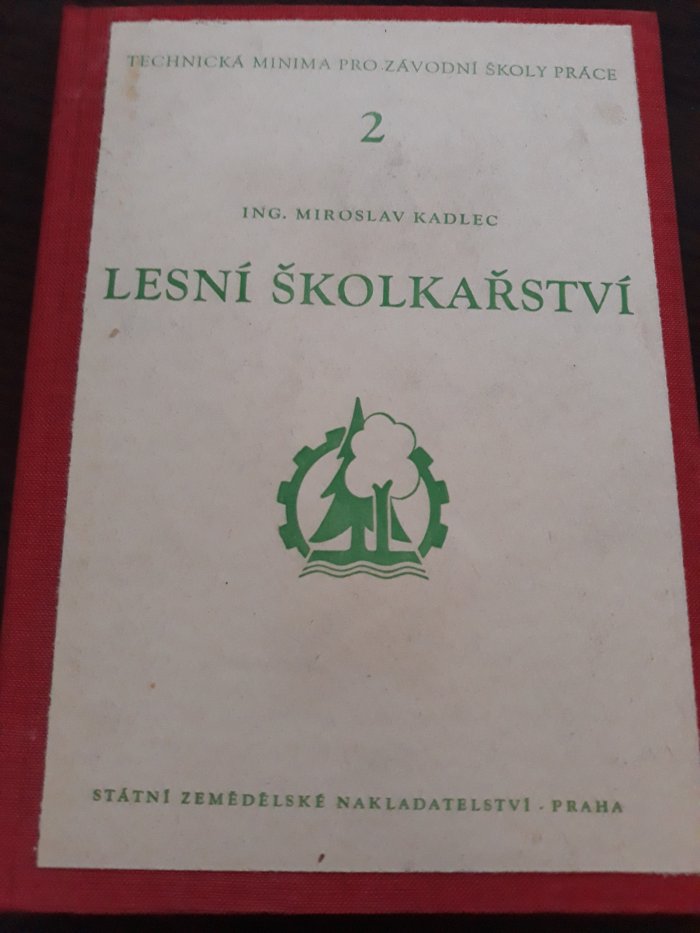 TECHNICKÁ MINIMA PRO ZÁVODNÍ ŠKOLY PRÁCE
2
ING. MIROSLAV KADLEC
LESNÍ ŠKOLKAŘSTVÍ
STÁTNÍ ZEMĚDĚLSKÉ NAKLADATELSTVÍ · PRAHA